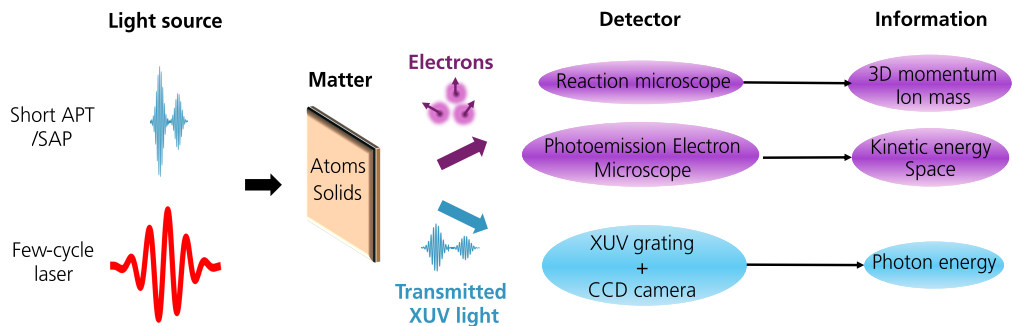 Light source
Short APT
/SAP
Few-cycle
laser
Matter
Atoms
Solids
Electrons
Transmitted
XUV light
Detector
Reaction microscope
Photoemission Electron
Microscope
XUV grating
+
CCD camera
Information
3D momentum
Ion mass
Kinetic energy
Space
Photon energy